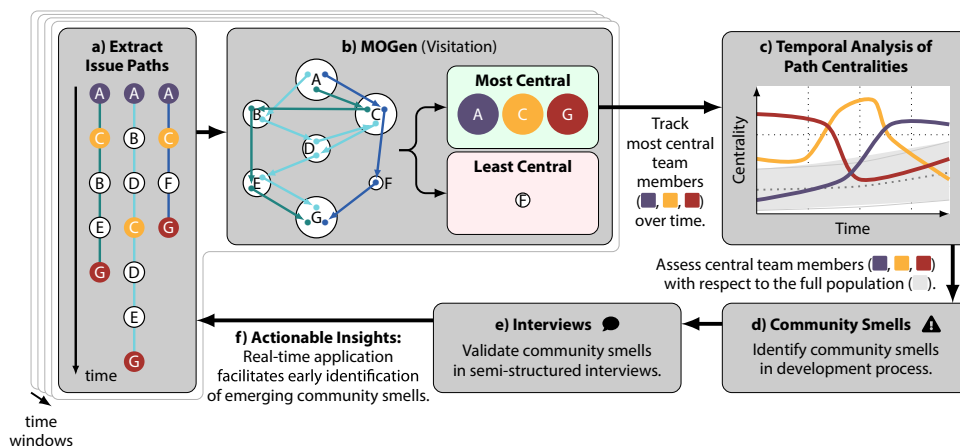 a) Extract
Issue Paths
A A A
C B C
B D F
E C G
G D
E
G
time
time
windows
b) MOGen (Visitation)
A
B
C
D
E
F
G
Most Central
A C G
Least Central
F
Track
most central
team
members
(, , )
over time.
c) Temporal Analysis of
Path Centralities
Centrality
Time
Assess central team members (, , )
with respect to the full population ().
d) Community Smells
Identify community smells
in development process.
e) Interviews
Validate community smells
in semi-structured interviews.
f) Actionable Insights:
Real-time application
facilitates early identification
of emerging community smells.